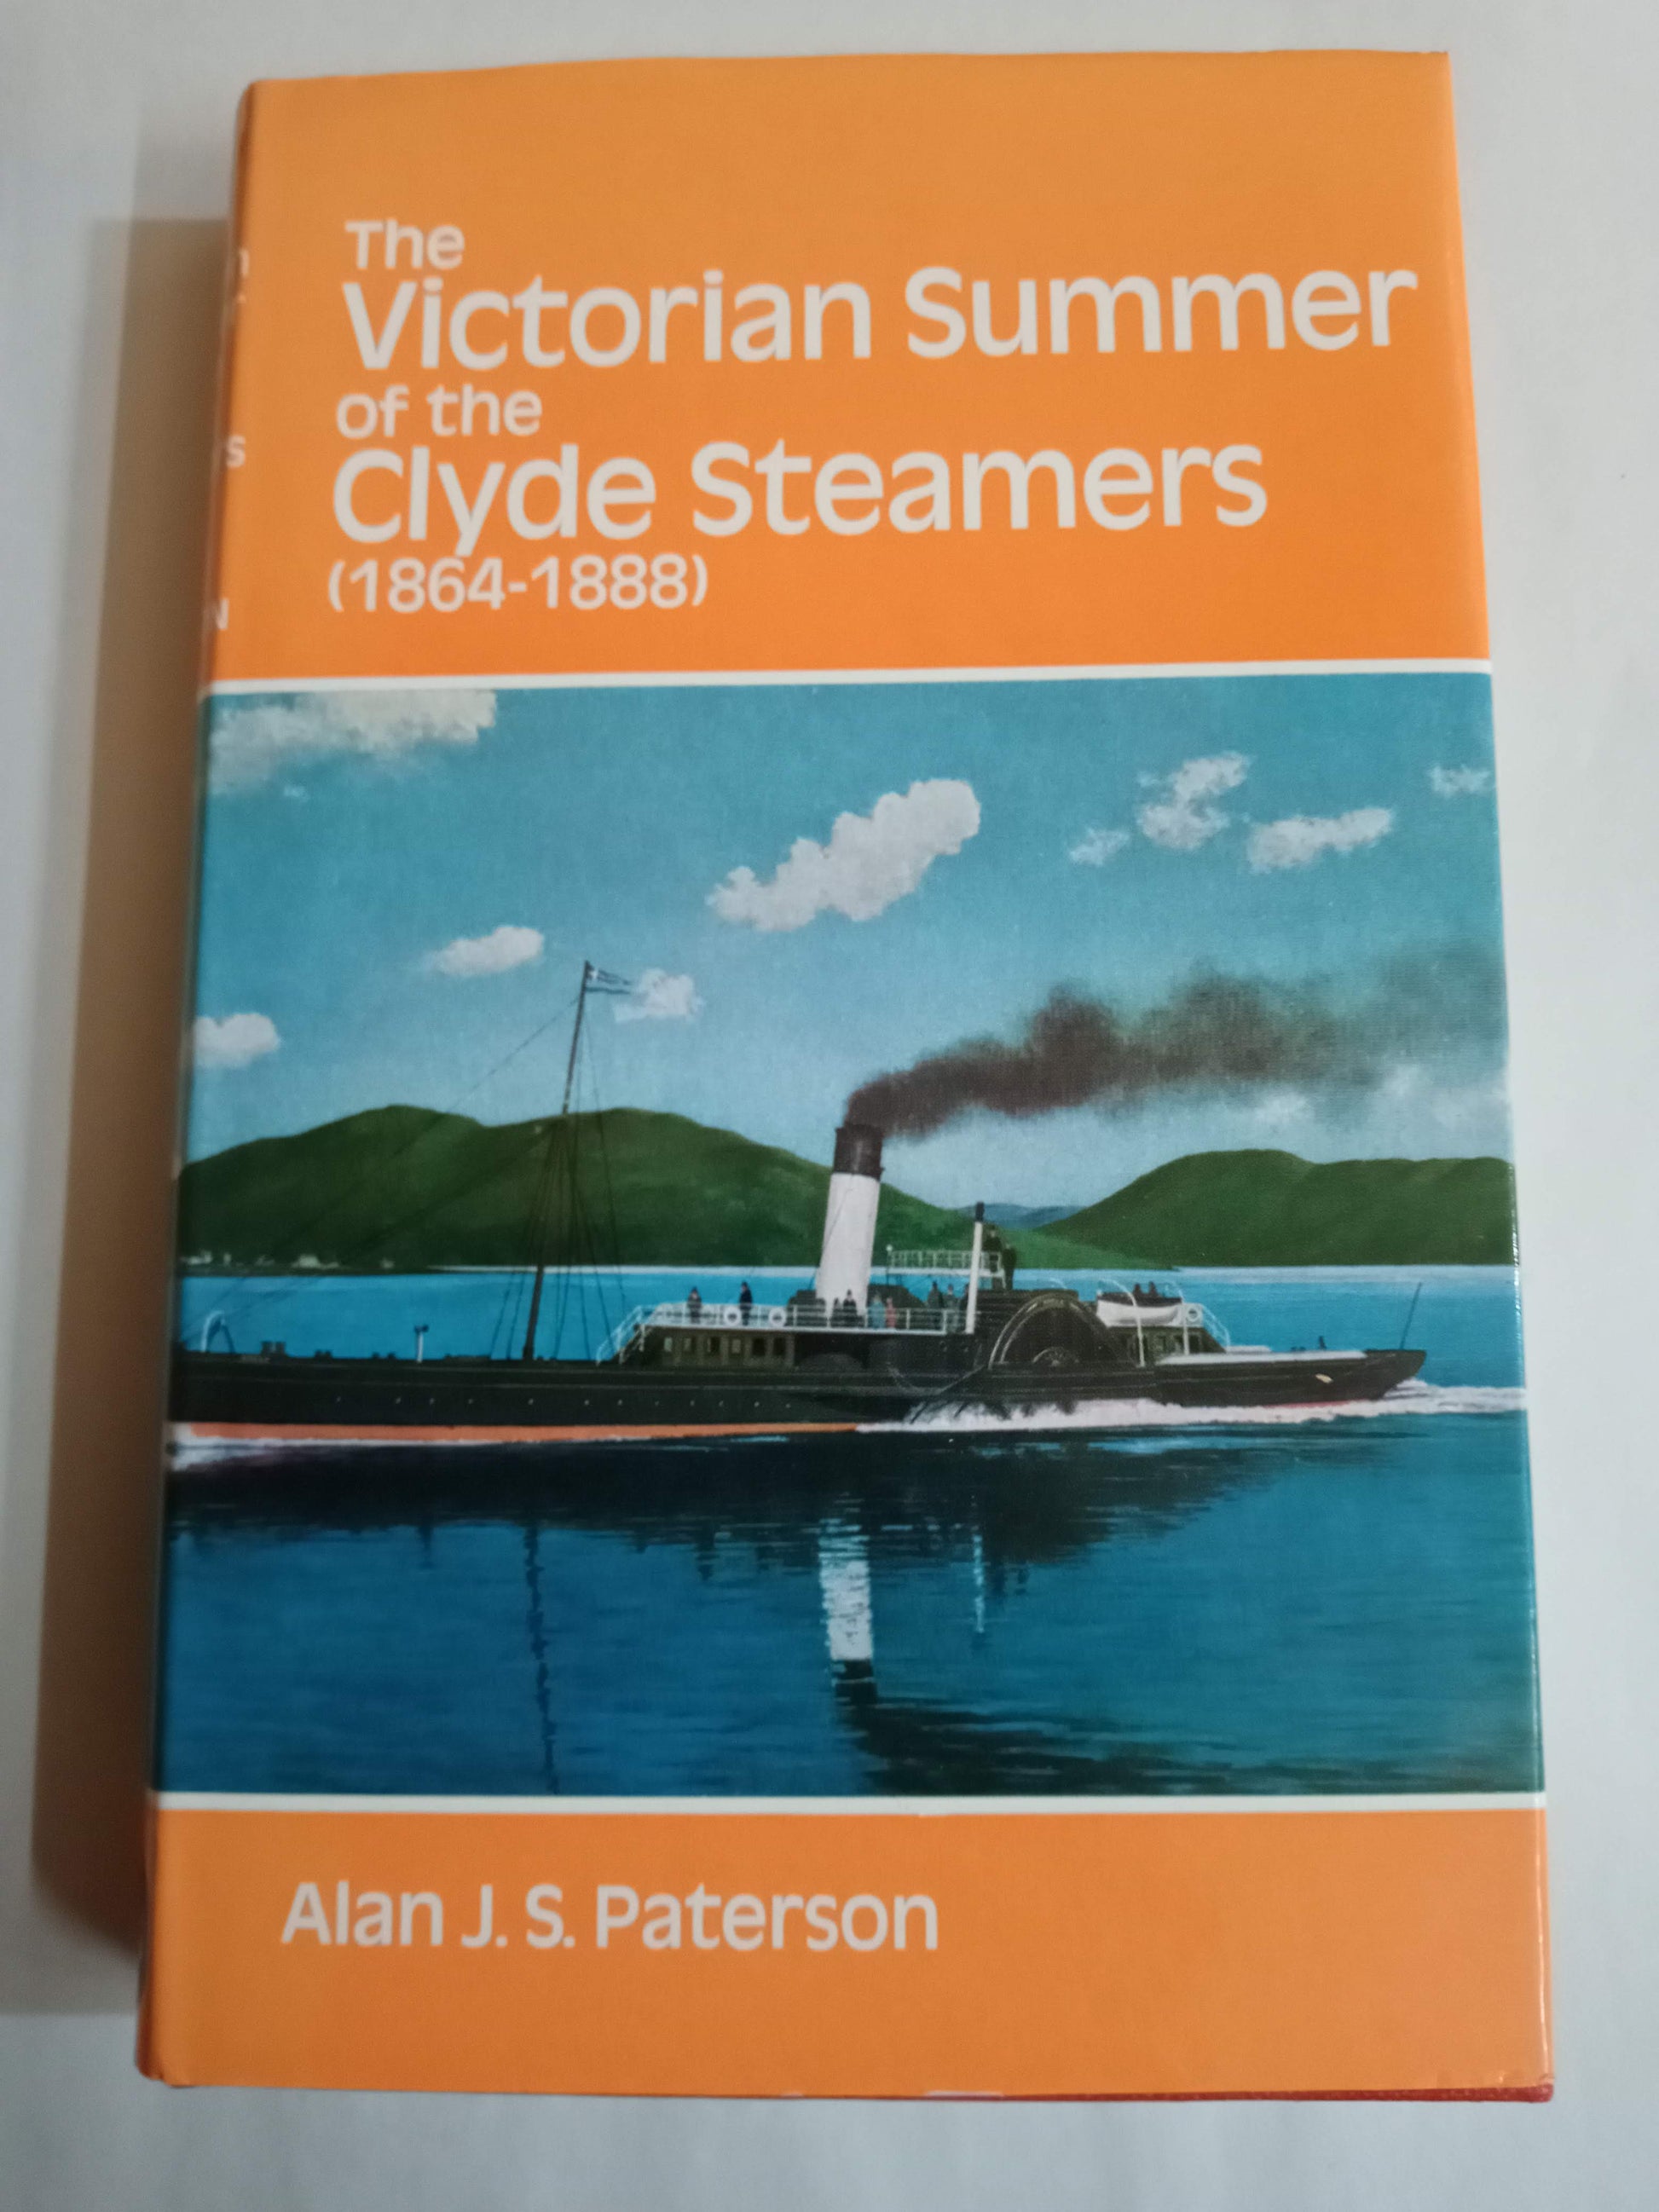 The
Victorian Summer
of the
Clyde Steamers
(1864-1888)
Alan J. S. Paterson